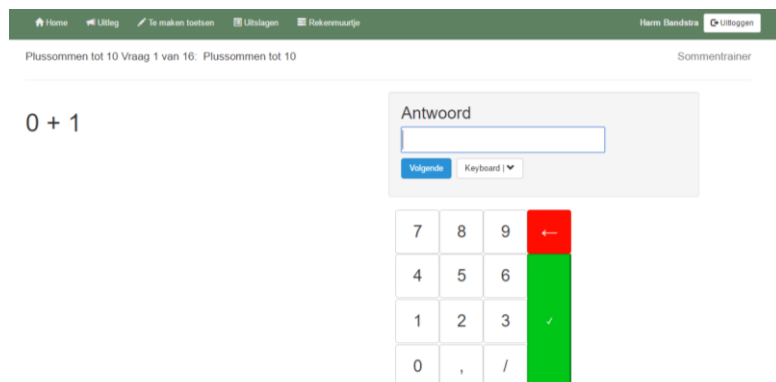 Home Uitleg Te maken toetsen Uitslagen Rekenmuurtje Harm Bandstra Uitloggen
Plussommen tot 10 Vraag 1 van 16: Plussommen tot 10 Sommentrainer
0 + 1
Antwoord
Volgende Keyboard |
7 8 9 ←
4 5 6
1 2 3 ✓
0 , /